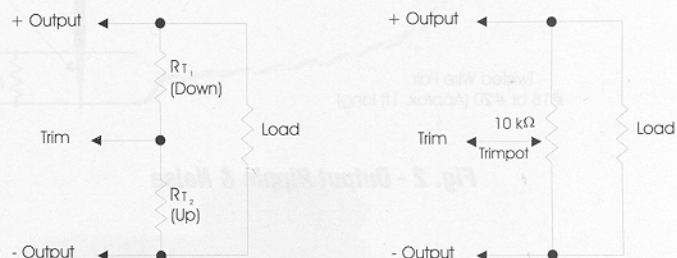 + Output
RT1
(Down)
Trim
Load
RT2
(Up)
- Output
+ Output
10 kΩ
Trim
Trimpot
Load
- Output
Twisted Wire Pair
Fig. 2 - Output Ripple & Noise